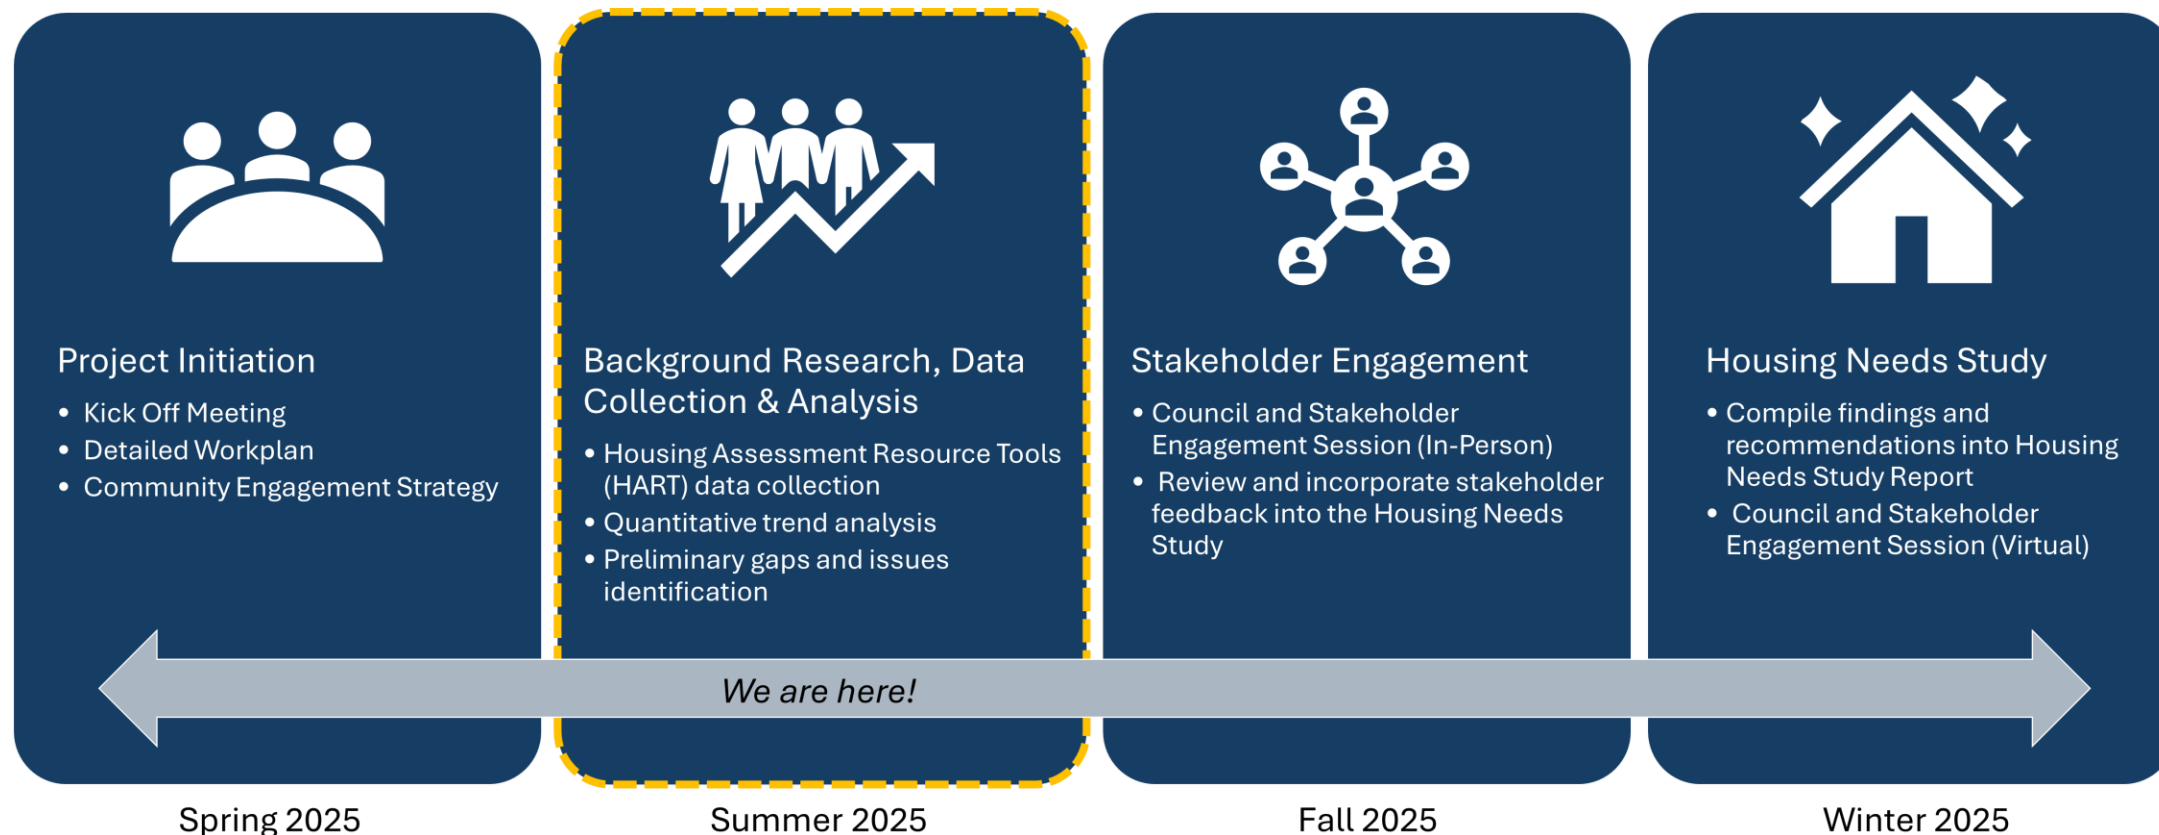 Project Initiation
• Kick Off Meeting
• Detailed Workplan
• Community Engagement Strategy
Background Research, Data
Collection & Analysis
• Housing Assessment Resource Tools
(HART) data collection
• Quantitative trend analysis
• Preliminary gaps and issues
identification
Stakeholder Engagement
• Council and Stakeholder
Engagement Session (In-Person)
• Review and incorporate stakeholder
feedback into the Housing Needs
Study
Housing Needs Study
• Compile findings and
recommendations into Housing
Needs Study Report
• Council and Stakeholder
Engagement Session (Virtual)
We are here!
Spring 2025
Summer 2025
Fall 2025
Winter 2025